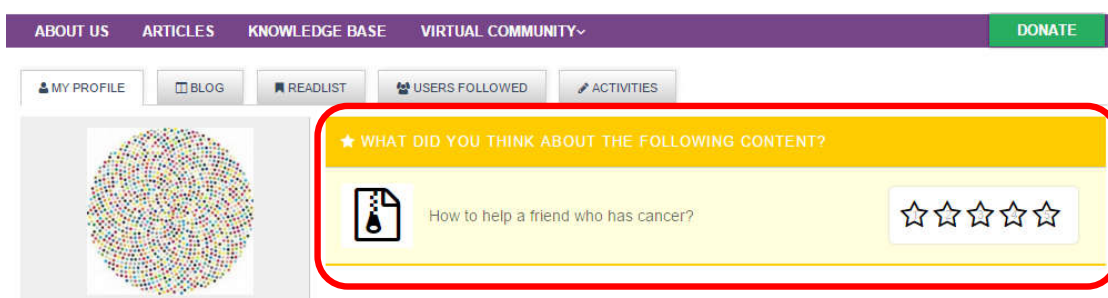 ABOUT US ARTICLES KNOWLEDGE BASE VIRTUAL COMMUNITY DONATE
MY PROFILE BLOG READLIST USERS FOLLOWED ACTIVITIES
WHAT DID YOU THINK ABOUT THE FOLLOWING CONTENT?
How to help a friend who has cancer?